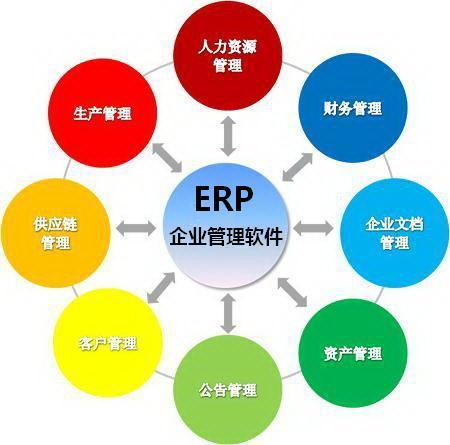 人力资源
管理
财务管理
企业文档
管理
资产管理
公告管理
客户管理
供应链
管理
生产管理
ERP
企业管理软件